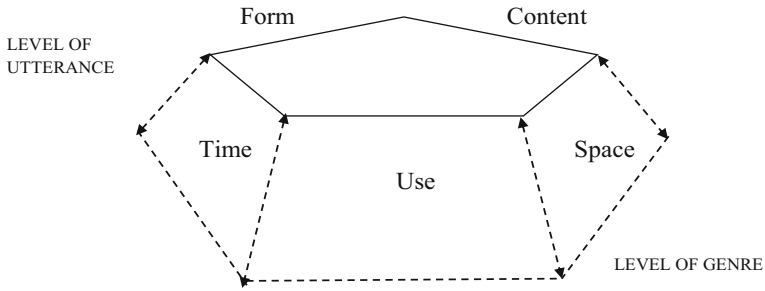 Form
Content
LEVEL OF
UTTERANCE
Time
Space
Use
LEVEL OF GENRE